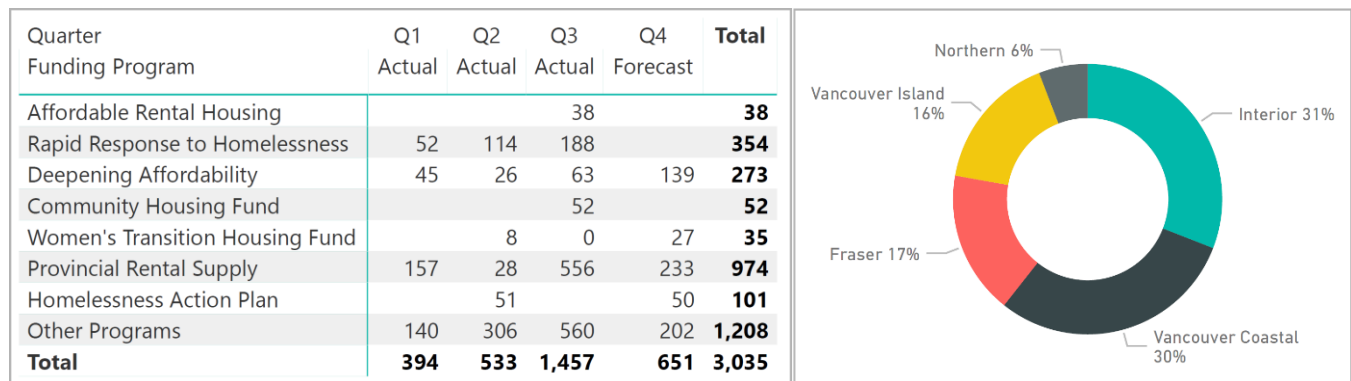 Quarter Q1 Q2 Q3 Q4 Total
Funding Program Actual Actual Actual Forecast
Affordable Rental Housing 38 38
Rapid Response to Homelessness 52 114 188 354
Deepening Affordability 45 26 63 139 273
Community Housing Fund 52 52
Women's Transition Housing Fund 8 0 27 35
Provincial Rental Supply 157 28 556 233 974
Homelessness Action Plan 51 50 101
Other Programs 140 306 560 202 1,208
Total 394 533 1,457 651 3,035
Northern 6%
Vancouver Island
16%
Interior 31%
Fraser 17%
Vancouver Coastal
30%